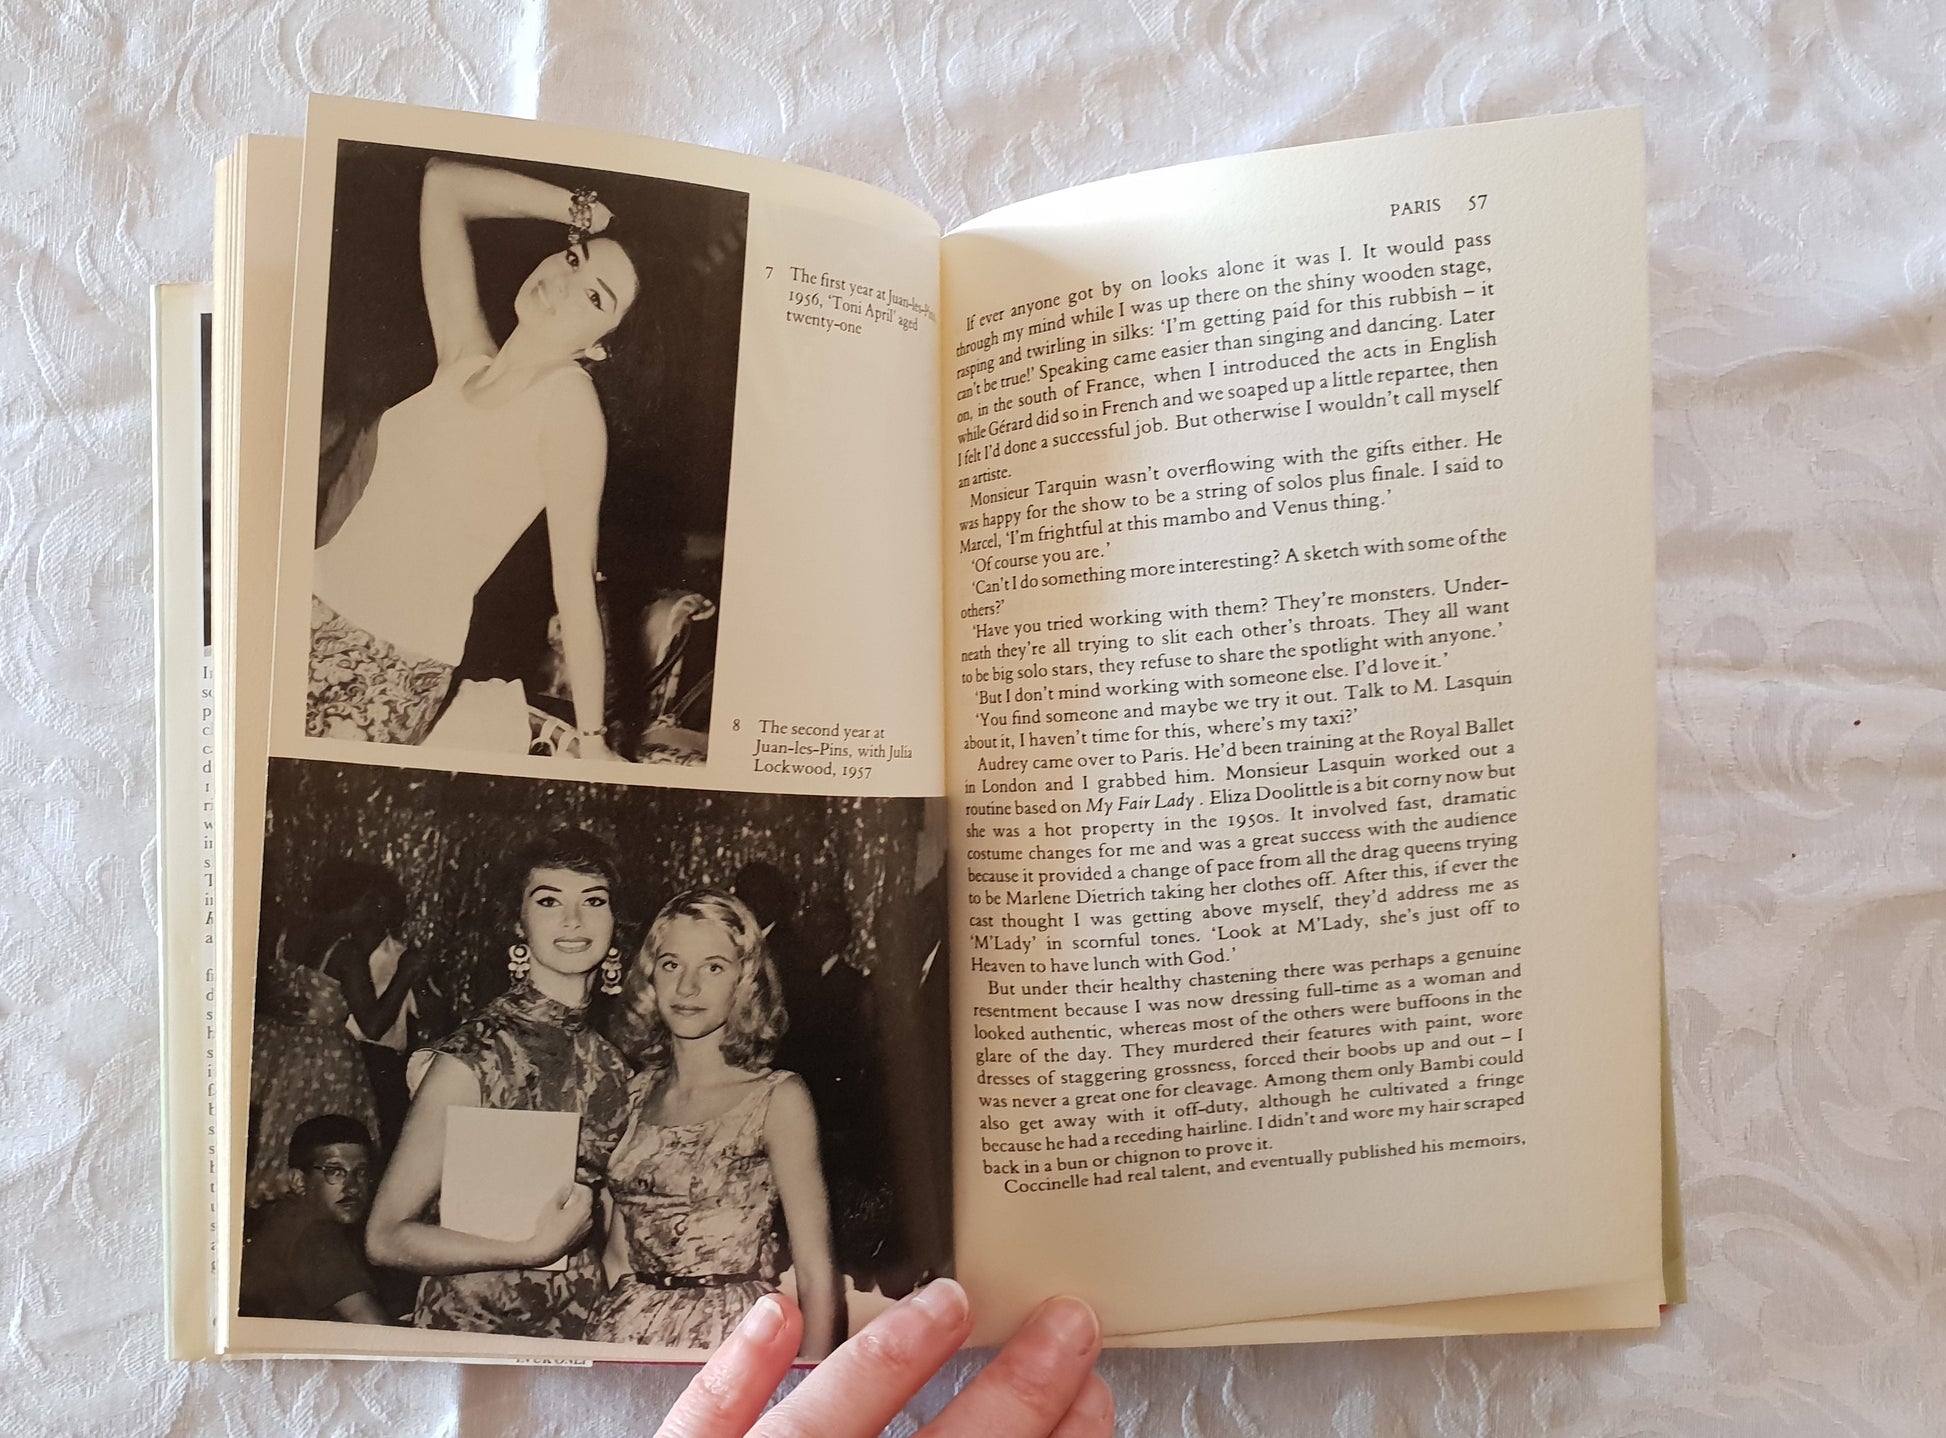 7 The first year at Juan-les-Pins
1956, ‘Toni April’ aged
twenty-one
8 The second year at
Juan-les-Pins, with Julia
Lockwood, 1957
PARIS 57
If ever anyone got by on looks alone it was I. It would pass
through my mind while I was up there on the shiny wooden stage,
rasping and twirling in silks: ‘I’m getting paid for this rubbish – it
can’t be true!’ Speaking came easier than singing and dancing. Later
on, in the south of France, when I introduced the acts in English
while Gérard did so in French and we soaped up a little repartee, then
I felt I’d done a successful job. But otherwise I wouldn’t call myself
an artiste.
Monsieur Tarquin wasn’t overflowing with the gifts either. He
was happy for the show to be a string of solos plus finale. I said to
Marcel, ‘I’m frightful at this mambo and Venus thing.’
‘Of course you are.’
‘Can’t I do something more interesting? A sketch with some of the
others?’
‘Have you tried working with them? They’re monsters. Under-
neath they’re all trying to slit each other’s throats. They all want
to be big solo stars, they refuse to share the spotlight with anyone.’
‘But I don’t mind working with someone else. I’d love it.’
‘You find someone and maybe we try it out. Talk to M. Lasquin
about it, I haven’t time for this, where’s my taxi?’
Audrey came over to Paris. He’d been training at the Royal Ballet
in London and I grabbed him. Monsieur Lasquin worked out a
routine based on My Fair Lady . Eliza Doolittle is a bit corny now but
she was a hot property in the 1950s. It involved fast, dramatic
costume changes for me and was a great success with the audience
because it provided a change of pace from all the drag queens trying
to be Marlene Dietrich taking her clothes off. After this, if ever the
cast thought I was getting above myself, they’d address me as
‘M’Lady’ in scornful tones. ‘Look at M’Lady, she’s just off to
Heaven to have lunch with God.’
But under their healthy chastening there was perhaps a genuine
resentment because I was now dressing full-time as a woman and
looked authentic, whereas most of the others were buffoons in the
glare of the day. They murdered their features with paint, wore
dresses of staggering grossness, forced their boobs up and out – I
was never a great one for cleavage. Among them only Bambi could
also get away with it off-duty, although he cultivated a fringe
because he had a receding hairline. I didn’t and wore my hair scraped
back in a bun or chignon to prove it.
Coccinelle had real talent, and eventually published his memoirs,